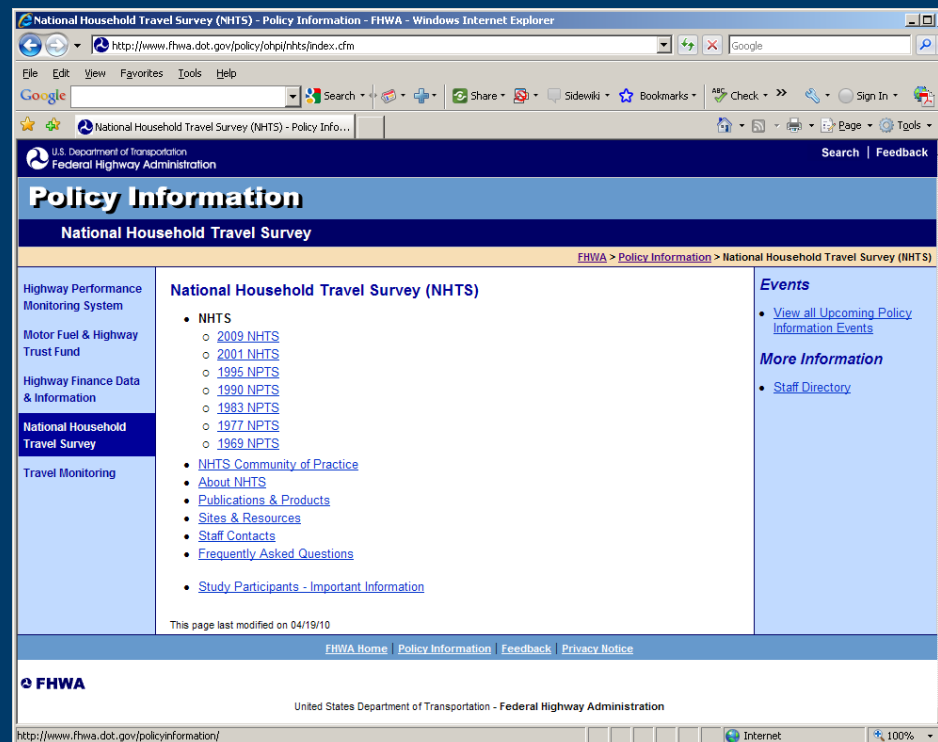 National Household Travel Survey (NHTS) - Policy Information - FHWA - Windows Internet Explorer
http://www.fhwa.dot.gov/policy/ohpi/nhts/index.cfm
Google
File Edit View Favorites Tools Help
Google
Search
Share
Sidewiki
Bookmarks
Check
Sign In
National Household Travel Survey (NHTS) - Policy Info...
Page
Tools
U.S. Department of Transportation
Federal Highway Administration
Search | Feedback
Policy Information
National Household Travel Survey
FHWA > Policy Information > National Household Travel Survey (NHTS)
Highway Performance
Monitoring System
Motor Fuel & Highway
Trust Fund
Highway Finance Data
& Information
National Household
Travel Survey
Travel Monitoring
National Household Travel Survey (NHTS)
NHTS
2009 NHTS
2001 NHTS
1995 NPTS
1990 NPTS
1983 NPTS
1977 NPTS
1969 NPTS
NHTS Community of Practice
About NHTS
Publications & Products
Sites & Resources
Staff Contacts
Frequently Asked Questions
Study Participants - Important Information
This page last modified on 04/19/10
Events
View all Upcoming Policy
Information Events
More Information
Staff Directory
FHWA Home | Policy Information | Feedback | Privacy Notice
FHWA
United States Department of Transportation - Federal Highway Administration
http://www.fhwa.dot.gov/policyinformation/
Internet
100%